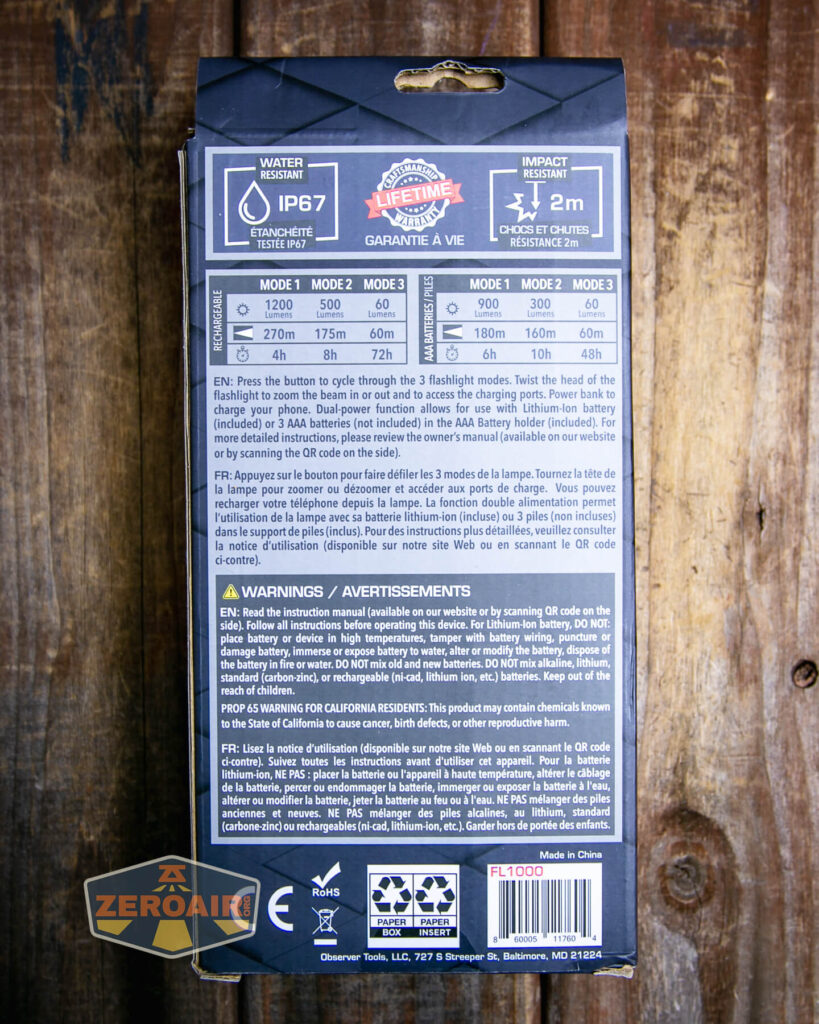 WATER
RESISTANT
IP67
ÉTANCHÉITÉ
TESTÉE IP67
CRAFTSMANSHIP
LIFETIME
WARRANTY
GARANTIE À VIE
IMPACT
RESISTANT
2m
CHOCS ET CHUTES
RÉSISTANCE 2m
RECHARGEABLE
MODE 1 MODE 2 MODE 3
1200 500 60
Lumens Lumens Lumens
270m 175m 60m
4h 8h 72h
AAA BATTERIES / PILES
MODE 1 MODE 2 MODE 3
900 300 60
Lumens Lumens Lumens
180m 160m 60m
6h 10h 48h
EN: Press the button to cycle through the 3 flashlight modes. Twist the head of the
flashlight to zoom the beam in or out and to access the charging ports. Power bank to
charge your phone. Dual-power function allows for use with Lithium-Ion battery
(included) or 3 AAA batteries (not included) in the AAA Battery holder (included). For
more detailed instructions, please review the owner's manual (available on our website
or by scanning the QR code on the side).
FR: Appuyez sur le bouton pour faire défiler les 3 modes de la lampe. Tournez la tête de
la lampe pour zoomer ou dézoomer et accéder aux ports de charge. Vous pouvez
recharger votre téléphone depuis la lampe. La fonction double alimentation permet
l'utilisation de la lampe avec sa batterie lithium-ion (incluse) ou 3 piles (non incluses)
dans le support de piles (inclus). Pour des instructions plus détaillées, veuillez consulter
la notice d'utilisation (disponible sur notre site Web ou en scannant le QR code
ci-contre).
WARNINGS / AVERTISSEMENTS
EN: Read the instruction manual (available on our website or by scanning QR code on the
side). Follow all instructions before operating this device. For Lithium-Ion battery, DO NOT:
place battery or device in high temperatures, tamper with battery wiring, puncture or
damage battery, immerse or expose battery to water, alter or modify the battery, dispose of
the battery in fire or water. DO NOT mix old and new batteries. DO NOT mix alkaline, lithium,
standard (carbon-zinc), or rechargeable (ni-cad, lithium ion, etc.) batteries. Keep out of the
reach of children.
PROP 65 WARNING FOR CALIFORNIA RESIDENTS: This product may contain chemicals known
to the State of California to cause cancer, birth defects, or other reproductive harm.
FR: Lisez la notice d'utilisation (disponible sur notre site Web ou en scannant le QR code
ci-contre). Suivez toutes les instructions avant d'utiliser cet appareil. Pour la batterie
lithium-ion, NE PAS : placer la batterie ou l'appareil à haute température, altérer le câblage
de la batterie, percer ou endommager la batterie, immerger ou exposer la batterie à l'eau,
altérer ou modifier la batterie, jeter la batterie au feu ou à l'eau. NE PAS mélanger des piles
anciennes et neuves. NE PAS mélanger des piles alcalines, au lithium, standard
(carbone-zinc) ou rechargeables (ni-cad, lithium-ion, etc.). Garder hors de portée des enfants.
Made in China
ZEROAIR
.ORG
CE
RoHS
PAPER
BOX
PAPER
INSERT
FL1000
8 60005 11760 4
Observer Tools, LLC, 727 S Streeper St, Baltimore, MD 21224